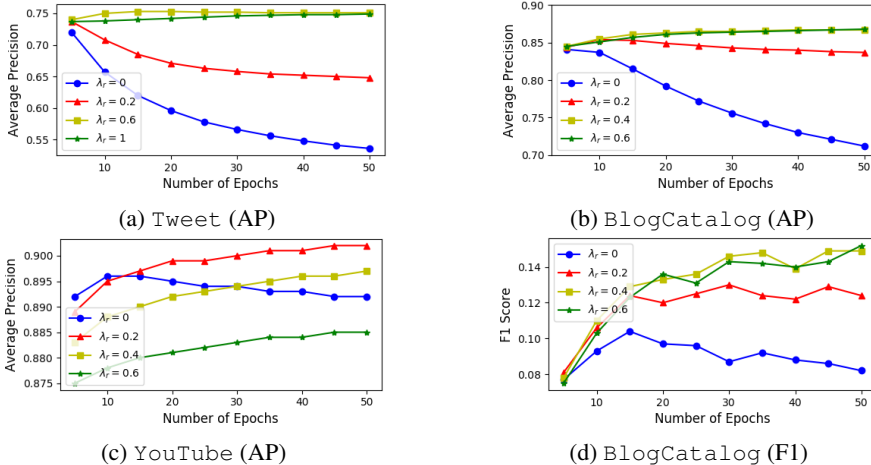 0.75
0.70
0.65
0.60
0.55
Average Precision
λr = 0
λr = 0.2
λr = 0.6
λr = 1
10 20 30 40 50
Number of Epochs
(a) Tweet (AP)
0.90
0.85
0.80
0.75
0.70
Average Precision
λr = 0
λr = 0.2
λr = 0.4
λr = 0.6
10 20 30 40 50
Number of Epochs
(b) BlogCatalog (AP)
0.900
0.895
0.890
0.885
0.880
0.875
Average Precision
λr = 0
λr = 0.2
λr = 0.4
λr = 0.6
10 20 30 40 50
Number of Epochs
(c) YouTube (AP)
0.14
0.12
0.10
0.08
F1 Score
λr = 0
λr = 0.2
λr = 0.4
λr = 0.6
10 20 30 40 50
Number of Epochs
(d) BlogCatalog (F1)